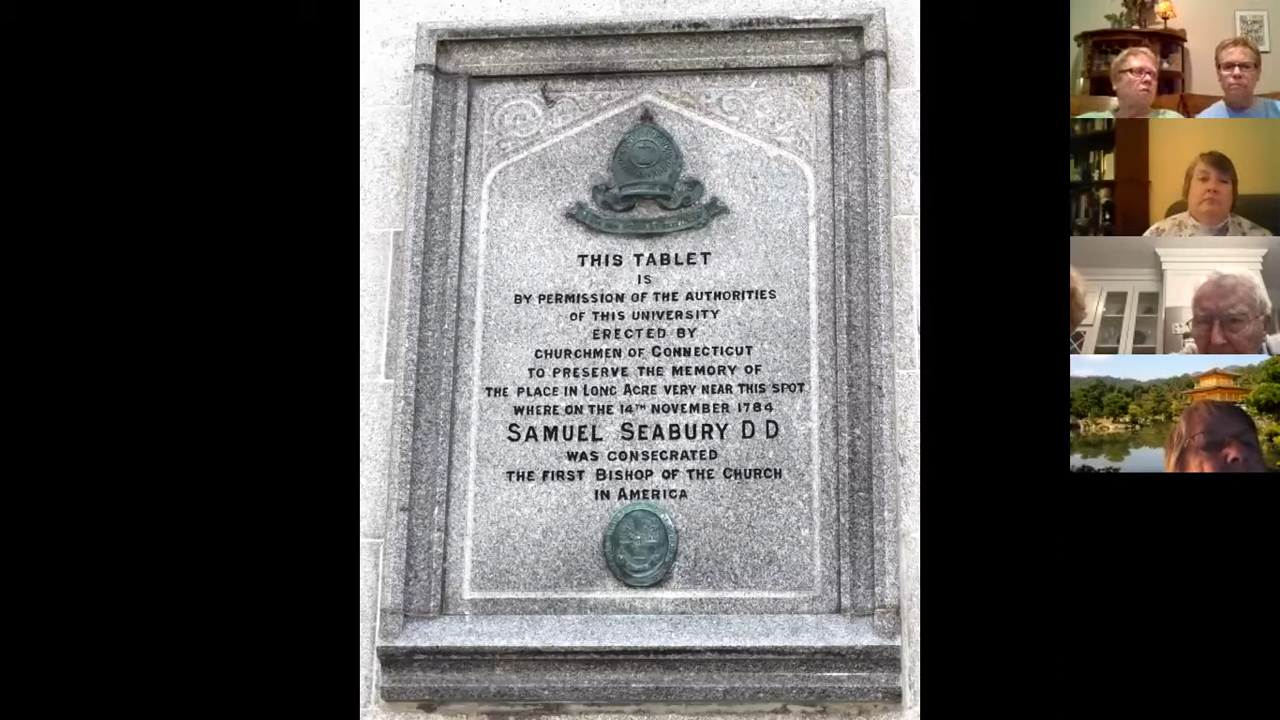 THIS TABLET
IS
BY PERMISSION OF THE AUTHORITIES
OF THIS UNIVERSITY
ERECTED BY
CHURCHMEN OF CONNECTICUT
TO PRESERVE THE MEMORY OF
THE PLACE IN LONG ACRE VERY NEAR THIS SPOT
WHERE ON THE 14TH NOVEMBER 1784
SAMUEL SEABURY D D
WAS CONSECRATED
THE FIRST BISHOP OF THE CHURCH
IN AMERICA